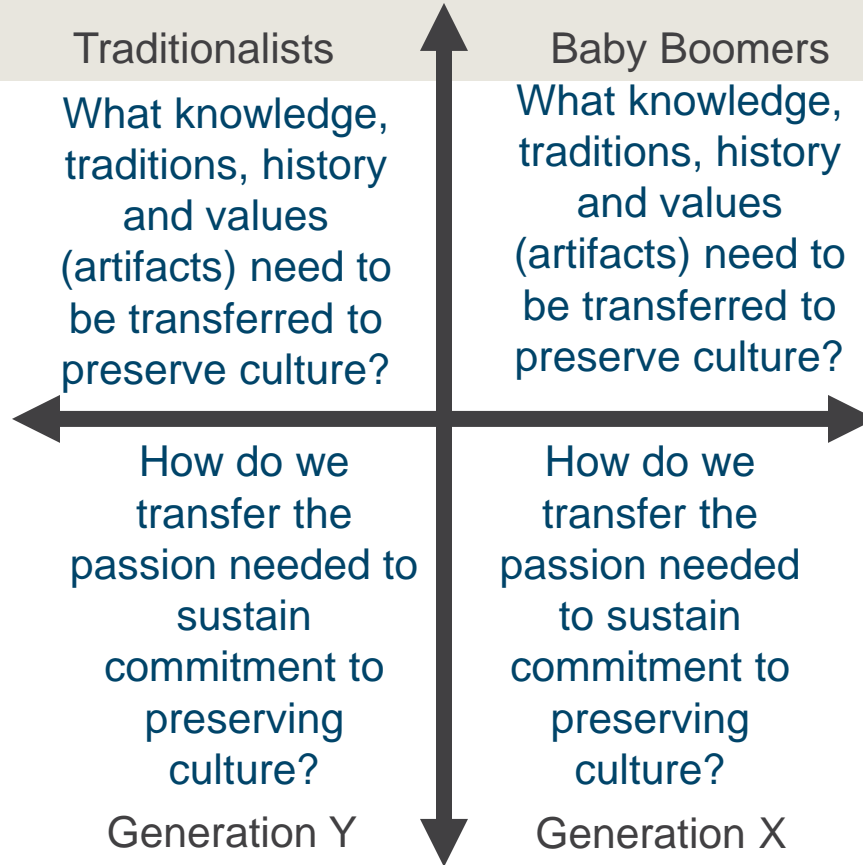 Traditionalists
What knowledge,
traditions, history
and values
(artifacts) need to
be transferred to
preserve culture?
Baby Boomers
What knowledge,
traditions, history
and values
(artifacts) need to
be transferred to
preserve culture?
How do we
transfer the
passion needed to
sustain
commitment to
preserving
culture?
Generation Y
How do we
transfer the
passion needed
to sustain
commitment to
preserving
culture?
Generation X